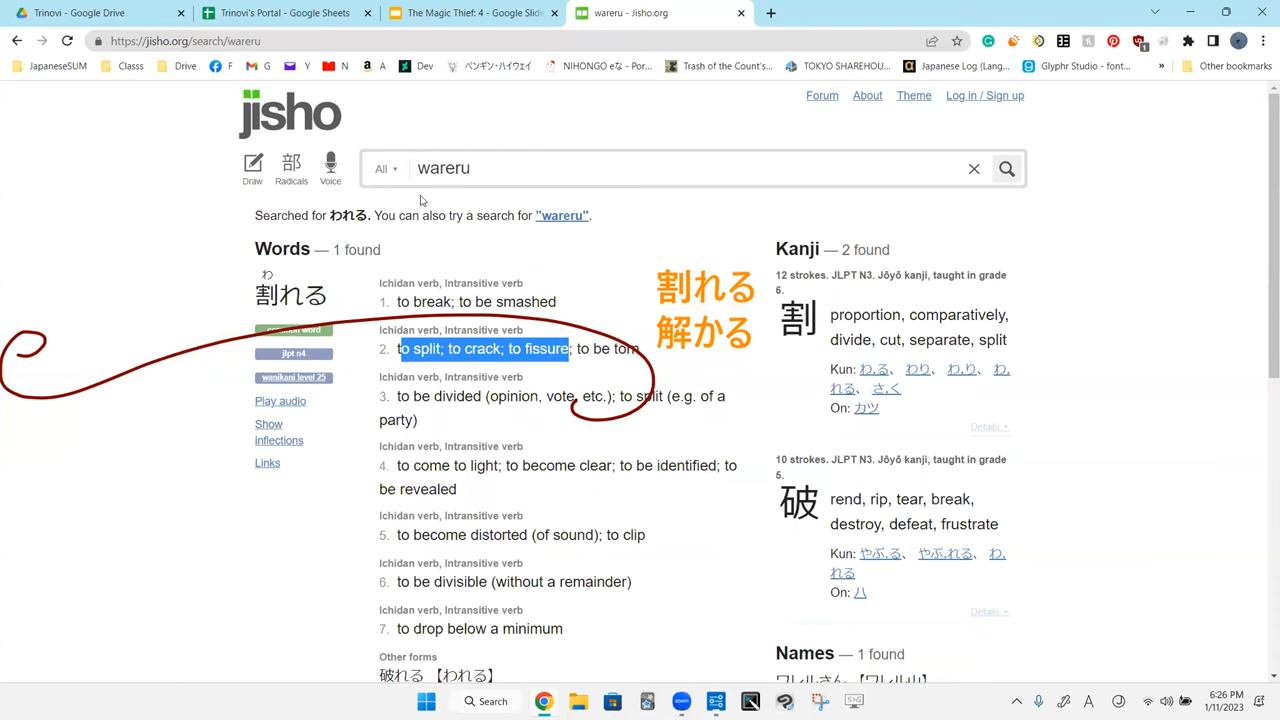 Trinovi - Google Drive
Trinovi's Portal - Google Sheets
The Magic Thief: 4 - Google Slide
wareru - Jisho.org
https://jisho.org/search/wareru
JapaneseSUM
Classs
Drive
F
G
Y
N
A
Dev
ペンギン・ハイウェイ
NIHONGO eな - Por...
Trash of the Count's...
TOKYO SHAREHOU...
Japanese Log (Lang...
Glyphr Studio - font...
»
Other bookmarks
jisho
Forum
About
Theme
Log in / Sign up
部
Draw
Radicals
Voice
All
wareru
Searched for われる. You can also try a search for "wareru".
Words — 1 found
わ
割れる
common word
jlpt n4
wanikani level 25
Play audio
Show
inflections
Links
Ichidan verb, Intransitive verb
1. to break; to be smashed
Ichidan verb, Intransitive verb
2. to split; to crack; to fissure; to be torn
Ichidan verb, Intransitive verb
3. to be divided (opinion, vote, etc.); to split (e.g. of a
party)
Ichidan verb, Intransitive verb
4. to come to light; to become clear; to be identified; to
be revealed
Ichidan verb, Intransitive verb
5. to become distorted (of sound); to clip
Ichidan verb, Intransitive verb
6. to be divisible (without a remainder)
Ichidan verb, Intransitive verb
7. to drop below a minimum
Other forms
破れる 【われる】
割れる
解かる
Kanji — 2 found
12 strokes. JLPT N3. Jōyō kanji, taught in grade
6.
割
proportion, comparatively,
divide, cut, separate, split
Kun: わ.る、 わり、 わ.り、 わ.
れる、 さ.く
On: カツ
Details
10 strokes. JLPT N3. Jōyō kanji, taught in grade
5.
破
rend, rip, tear, break,
destroy, defeat, frustrate
Kun: やぶ.る、 やぶ.れる、 わ.
れる
On: ハ
Details
Names — 1 found
Search
zoom
SVG
A
6:26 PM
1/11/2023